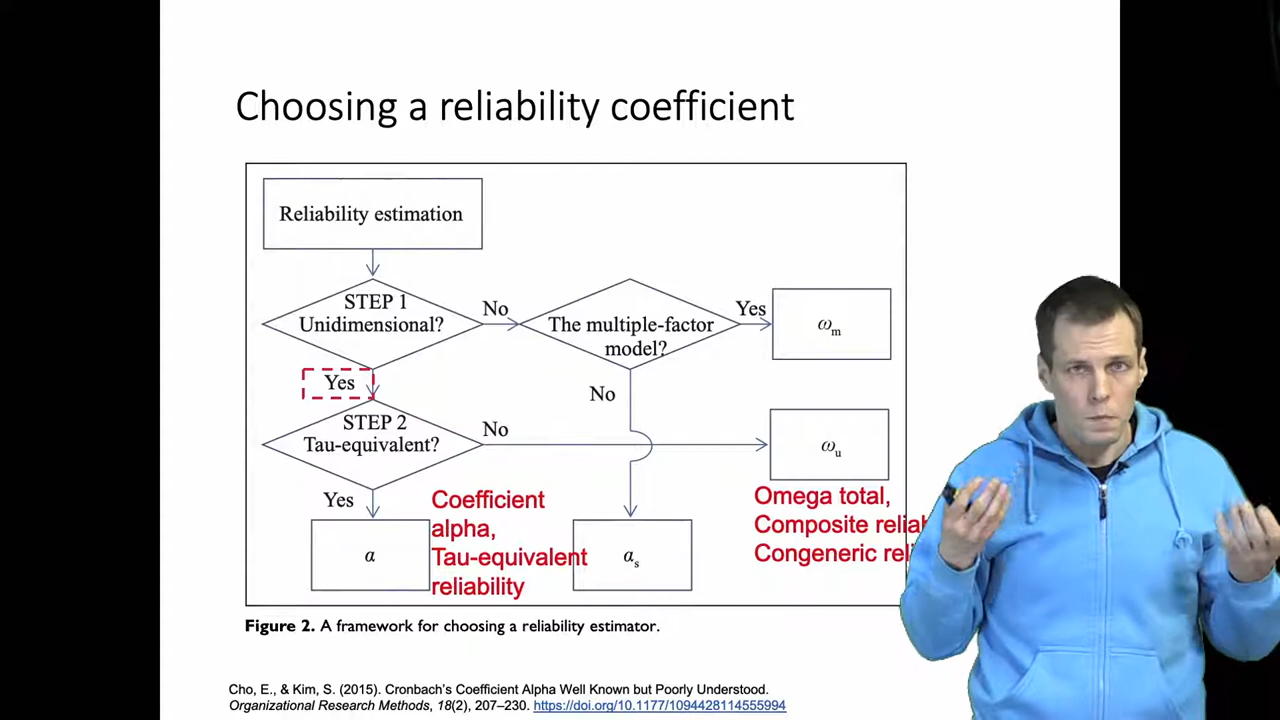 Choosing a reliability coefficient
Reliability estimation
STEP 1
Unidimensional?
No
The multiple-factor
model?
Yes
ωm
Yes
No
STEP 2
Tau-equivalent?
No
ωu
Yes
Coefficient
alpha,
Tau-equivalent
reliability
Omega total,
Composite
Congeneric
α
αs
Figure 2. A framework for choosing a reliability estimator.
Cho, E., & Kim, S. (2015). Cronbach's Coefficient Alpha Well Known but Poorly Understood.
Organizational Research Methods, 18(2), 207–230. https://doi.org/10.1177/1094428114555994